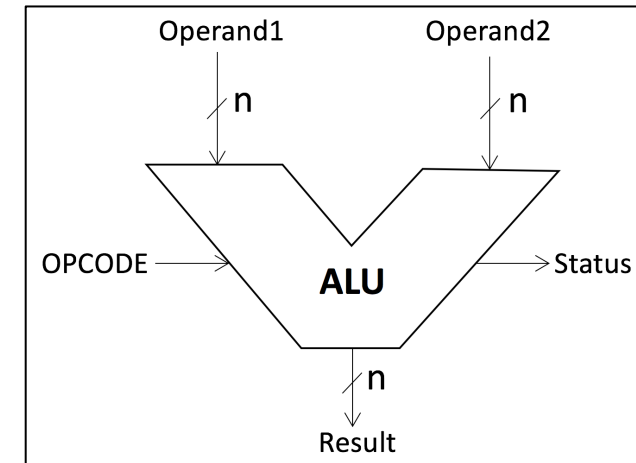 Operand1
Operand2
n
n
OPCODE
ALU
Status
n
Result